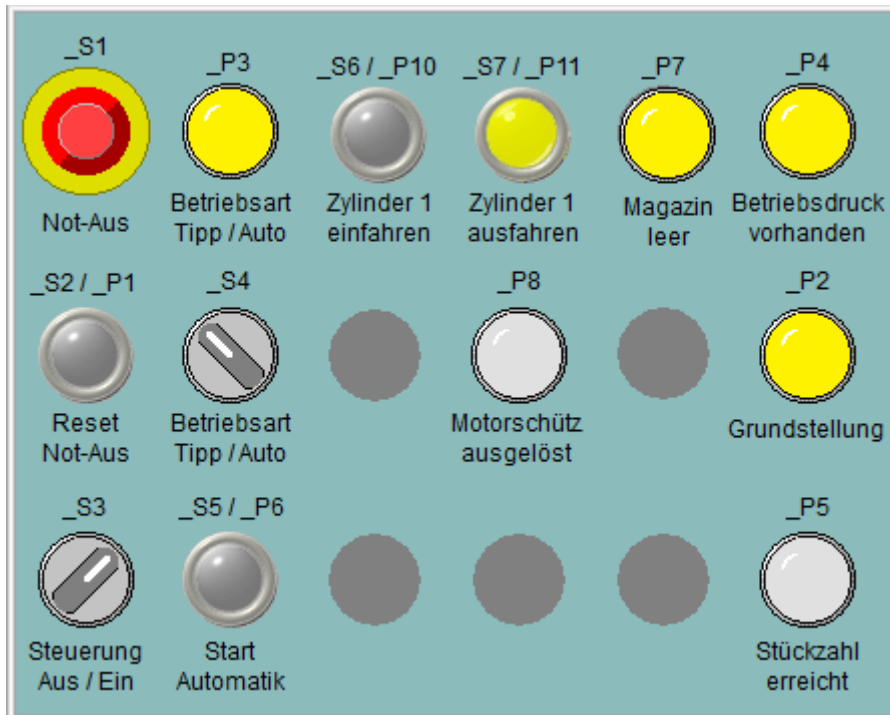 _S1
_P3
_S6 / _P10
_S7 / _P11
_P7
_P4
Not-Aus
Betriebsart
Tipp / Auto
Zylinder 1
einfahren
Zylinder 1
ausfahren
Magazin
leer
Betriebsdruck
vorhanden
_S2 / _P1
_S4
_P8
_P2
Reset
Not-Aus
Betriebsart
Tipp / Auto
Motorschütz
ausgelöst
Grundstellung
_S3
_S5 / _P6
_P5
Steuerung
Aus / Ein
Start
Automatik
Stückzahl
erreicht